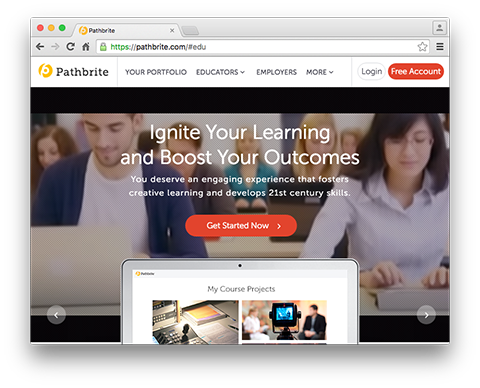 Pathbrite
https://pathbrite.com/#edu
Pathbrite
YOUR PORTFOLIO EDUCATORS EMPLOYERS MORE Login Free Account
Ignite Your Learning
and Boost Your Outcomes
You deserve an engaging experience that fosters
creative learning and develops 21st century skills.
Get Started Now
Pathbrite
My Course Projects